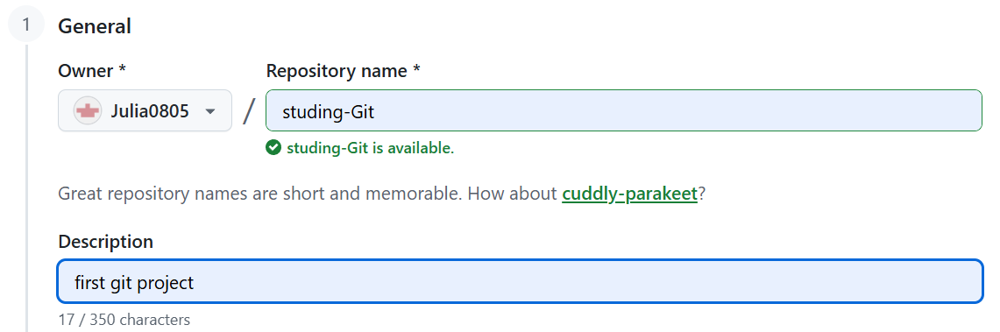 1 General
Owner * Repository name *
Julia0805 / studing-Git
studing-Git is available.
Great repository names are short and memorable. How about cuddly-parakeet?
Description
first git project
17 / 350 characters